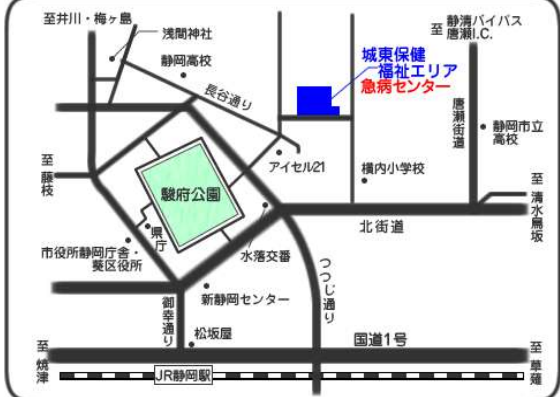 至井川・梅ヶ島
浅間神社
静岡高校
長谷通り
城東保健
福祉エリア
急病センター
至
静清バイパス
唐瀬I.C.
唐瀬街道
静岡市立
高校
至
藤枝
駿府公園
アイセル21
横内小学校
至
清水鳥坂
北街道
県庁
市役所静岡庁舎・
葵区役所
水落交番
つつじ通り
新静岡センター
御幸通り
松坂屋
国道1号
至
焼津
JR静岡駅
至
草薙